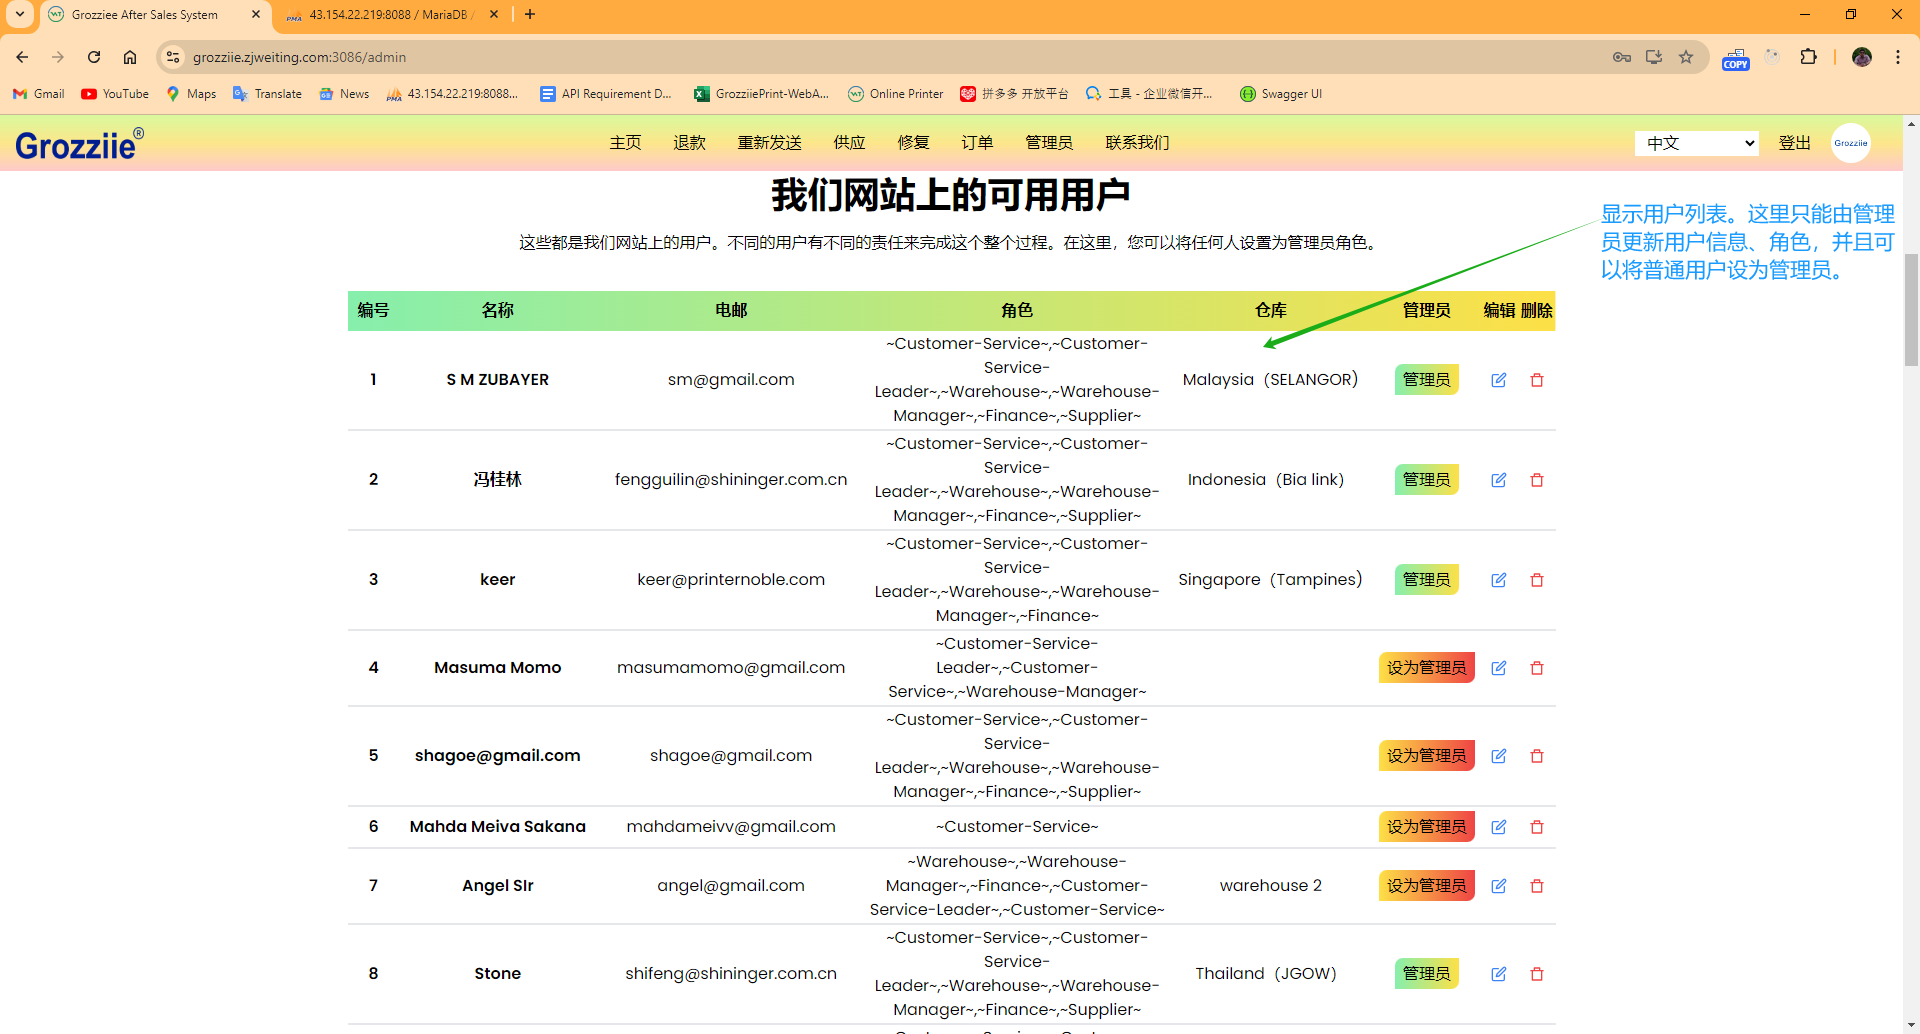 Grozziee After Sales System
43.154.22.219:8088 / MariaDB /
grozziie.zjweiting.com:3086/admin
COPY
Gmail
YouTube
Maps
Translate
News
43.154.22.219:8088...
API Requirement D...
GrozziiePrint-WebA...
Online Printer
拼多多 开放平台
工具 - 企业微信开...
Swagger UI
Grozziie®
主页
退款
重新发送
供应
修复
订单
管理员
联系我们
中文
登出
Grozziie
我们网站上的可用用户
这些都是我们网站上的用户。不同的用户有不同的责任来完成这个整个过程。在这里，您可以将任何人设置为管理员角色。
显示用户列表。这里只能由管理
员更新用户信息、角色，并且可
以将普通用户设为管理员。
编号 名称 电邮 角色 仓库 管理员 编辑 删除
~Customer-Service~,~Customer-
Service-
Leader~,~Warehouse~,~Warehouse-
Manager~,~Finance~,~Supplier~
1 S M ZUBAYER sm@gmail.com Malaysia（SELANGOR） 管理员
~Customer-Service~,~Customer-
Service-
Leader~,~Warehouse~,~Warehouse-
Manager~,~Finance~,~Supplier~
2 冯桂林 fengguilin@shininger.com.cn Indonesia（Bia link） 管理员
~Customer-Service~,~Customer-
Service-
Leader~,~Warehouse~,~Warehouse-
Manager~,~Finance~
3 keer keer@printernoble.com Singapore（Tampines） 管理员
~Customer-Service-
Leader~,~Customer-
Service~,~Warehouse-Manager~
4 Masuma Momo masumamomo@gmail.com 设为管理员
~Customer-Service~,~Customer-
Service-
Leader~,~Warehouse~,~Warehouse-
Manager~,~Finance~,~Supplier~
5 shagoe@gmail.com shagoe@gmail.com 设为管理员
6 Mahda Meiva Sakana mahdameivv@gmail.com ~Customer-Service~ 设为管理员
~Warehouse~,~Warehouse-
Manager~,~Finance~,~Customer-
Service-Leader~,~Customer-Service~
7 Angel SIr angel@gmail.com warehouse 2 设为管理员
~Customer-Service~,~Customer-
Service-
Leader~,~Warehouse~,~Warehouse-
Manager~,~Finance~,~Supplier~
8 Stone shifeng@shininger.com.cn Thailand（JGOW） 管理员